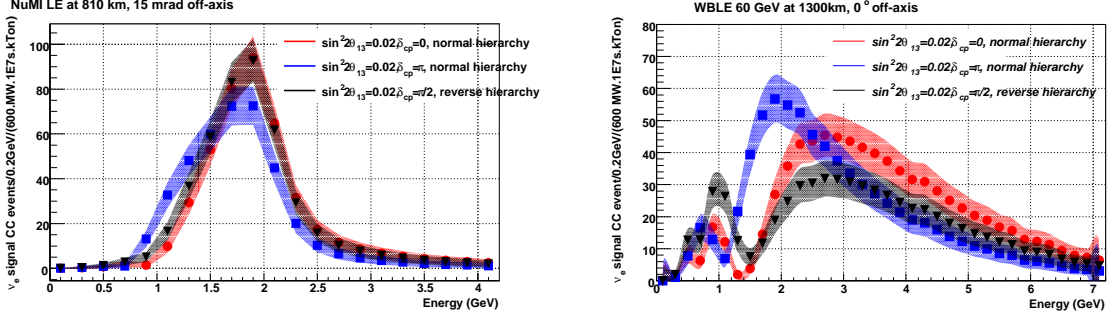 NuMI LE at 810 km, 15 mrad off-axis
sin²2θ₁₃=0.02δcp=0, normal hierarchy
sin²2θ₁₃=0.02δcp=π, normal hierarchy
sin²2θ₁₃=0.02δcp=π/2, reverse hierarchy
νe signal CC events/0.2GeV/(600.MW.1E7s.kTon)
100
80
60
40
20
0
0 0.5 1 1.5 2 2.5 3 3.5 4
Energy (GeV)
WBLE 60 GeV at 1300km, 0° off-axis
sin²2θ₁₃=0.02δcp=0, normal hierarchy
sin²2θ₁₃=0.02δcp=π, normal hierarchy
sin²2θ₁₃=0.02δcp=π/2, reverse hierarchy
νe signal CC event/0.2GeV/(600 MW.1E7s.kTon)
80
70
60
50
40
30
20
10
0
0 1 2 3 4 5 6 7
Energy (GeV)